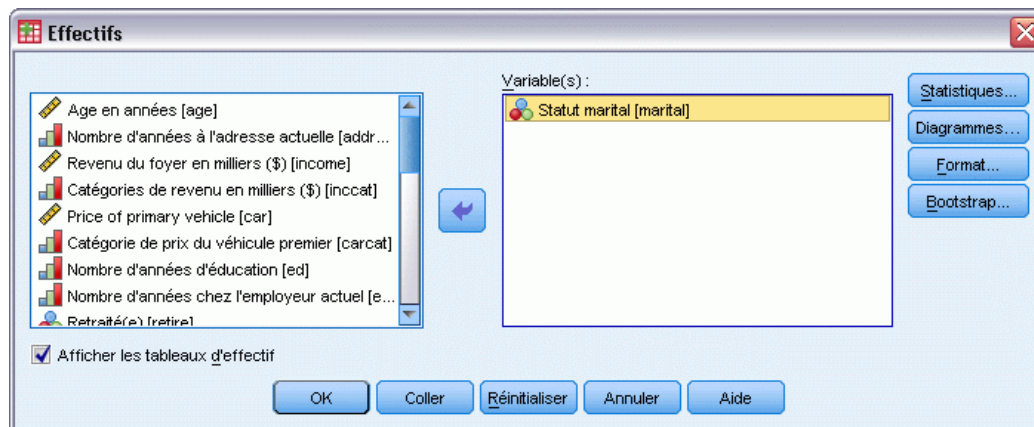 Effectifs
Age en années [age]
Nombre d'années à l'adresse actuelle [addr...
Revenu du foyer en milliers ($) [income]
Catégories de revenu en milliers ($) [inccat]
Price of primary vehicle [car]
Catégorie de prix du véhicule premier [carcat]
Nombre d'années d'éducation [ed]
Nombre d'années chez l'employeur actuel [e...
Retraité(e) [retire]
Variable(s) :
Statut marital [marital]
Statistiques...
Diagrammes...
Format...
Bootstrap...
Afficher les tableaux d'effectif
OK
Coller
Réinitialiser
Annuler
Aide